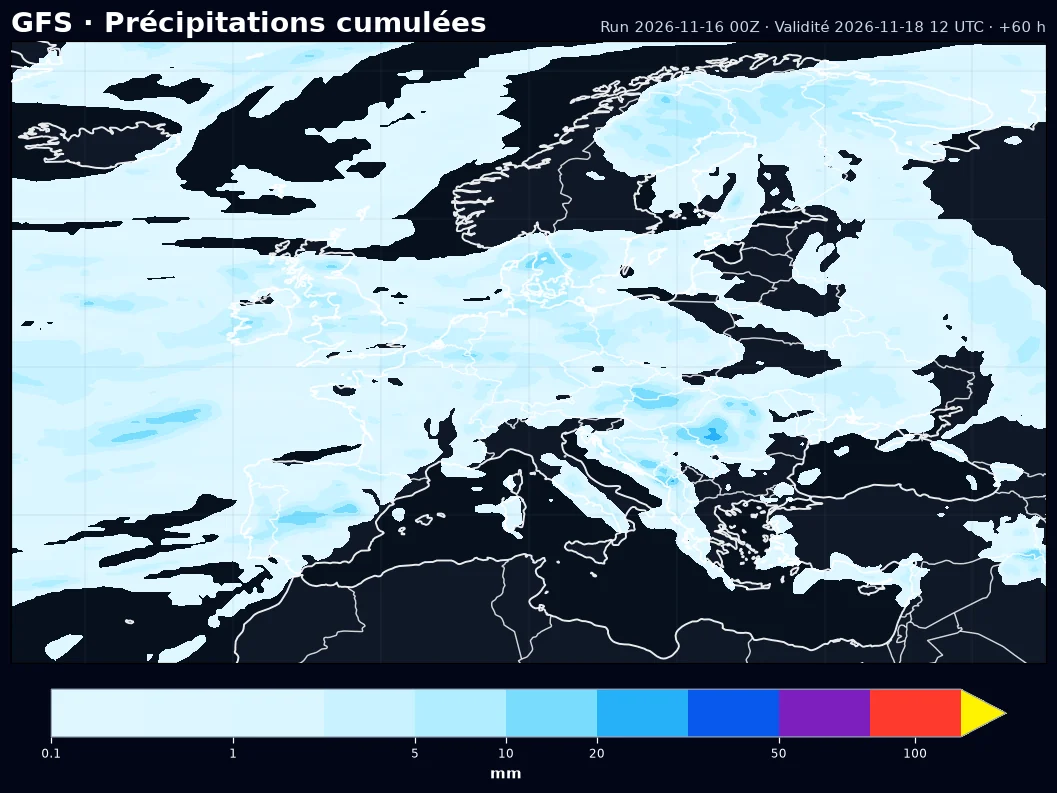 GFS · Précipitations cumulées
Run 2026-11-16 00Z · Validité 2026-11-18 12 UTC · +60 h
0.1 1 5 10 20 50 100
mm